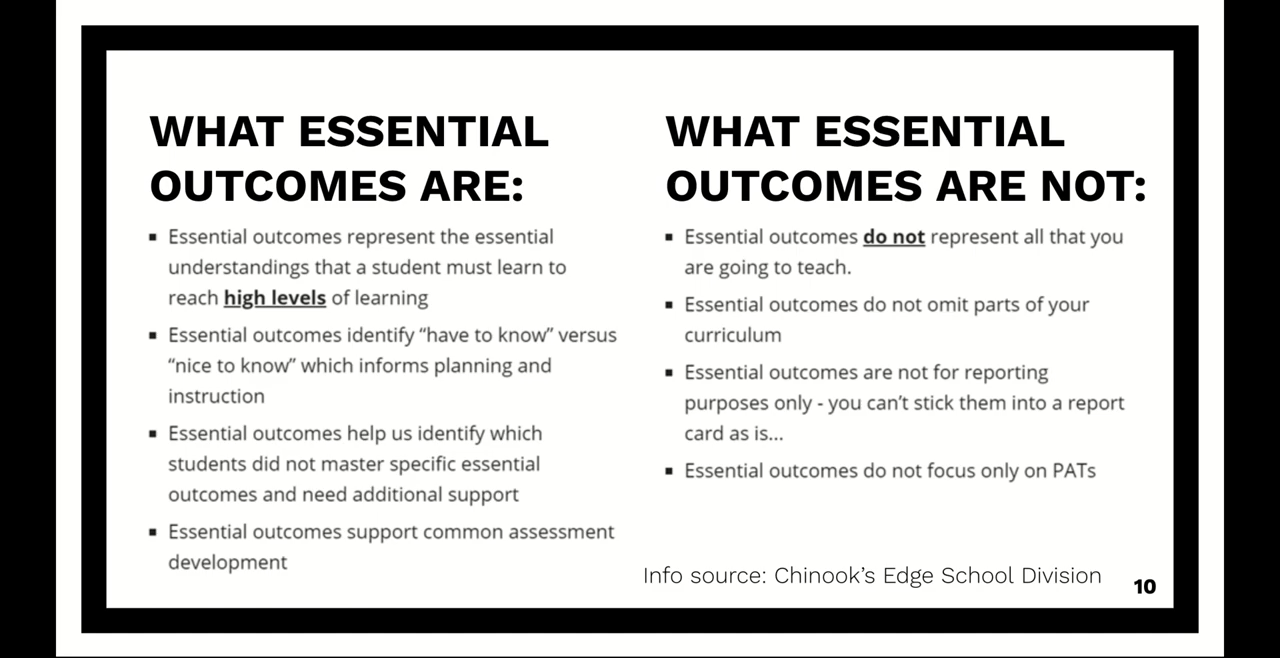 WHAT ESSENTIAL
OUTCOMES ARE:
▪ Essential outcomes represent the essential
understandings that a student must learn to
reach high levels of learning
▪ Essential outcomes identify “have to know” versus
“nice to know” which informs planning and
instruction
▪ Essential outcomes help us identify which
students did not master specific essential
outcomes and need additional support
▪ Essential outcomes support common assessment
development
WHAT ESSENTIAL
OUTCOMES ARE NOT:
▪ Essential outcomes do not represent all that you
are going to teach.
▪ Essential outcomes do not omit parts of your
curriculum
▪ Essential outcomes are not for reporting
purposes only - you can’t stick them into a report
card as is...
▪ Essential outcomes do not focus only on PATs
Info source: Chinook’s Edge School Division
10